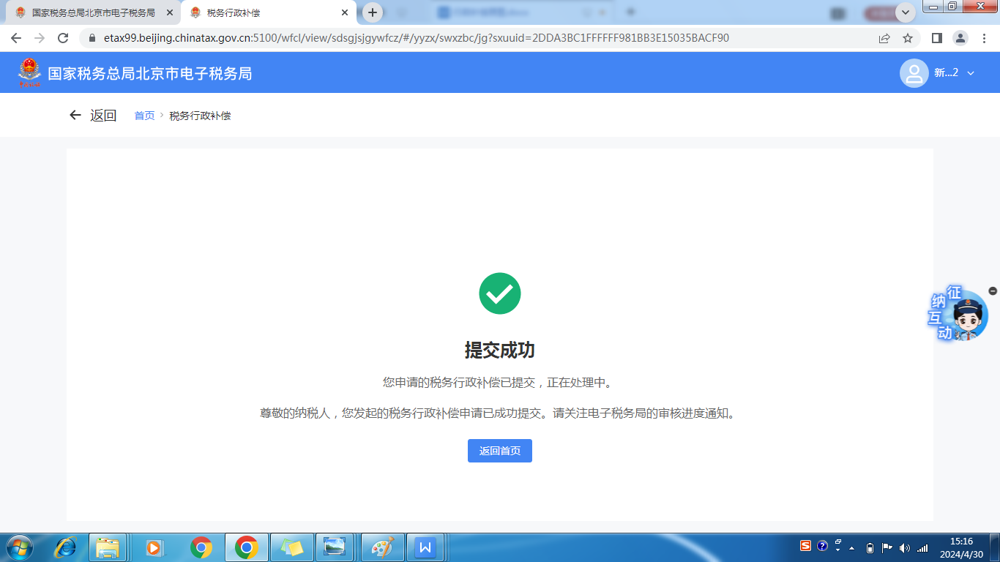 国家税务总局北京市电子税务局
税务行政补偿
etax99.beijing.chinatax.gov.cn:5100/wfcl/view/sdsgjsjgywfcz/#/yyzx/swxzbc/jg?sxuuid=2DDA3BC1FFFFFF981BB3E15035BACF90
国家税务总局北京市电子税务局
新...2
返回 首页 > 税务行政补偿
征
纳
互
动
提交成功
您申请的税务行政补偿已提交，正在处理中。
尊敬的纳税人，您发起的税务行政补偿申请已成功提交。请关注电子税务局的审核进度通知。
返回首页
15:16
2024/4/30